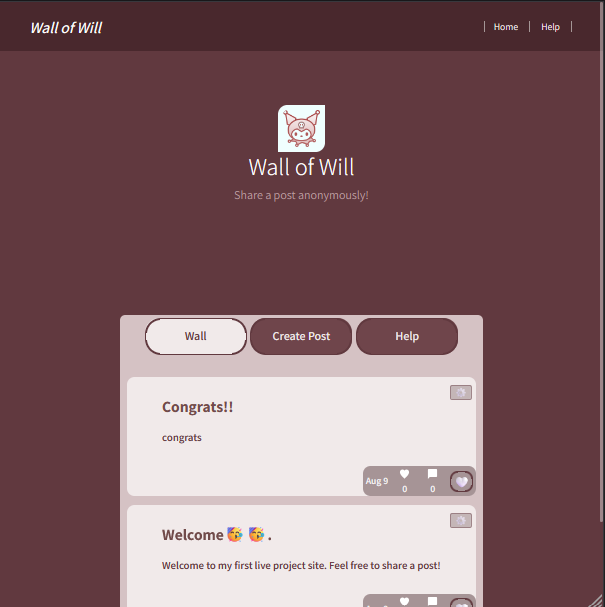 Wall of Will
Home
Help
Wall of Will
Share a post anonymously!
Wall
Create Post
Help
Congrats!!
congrats
Aug 9
0
0
Welcome 🥳 🥳 .
Welcome to my first live project site. Feel free to share a post!